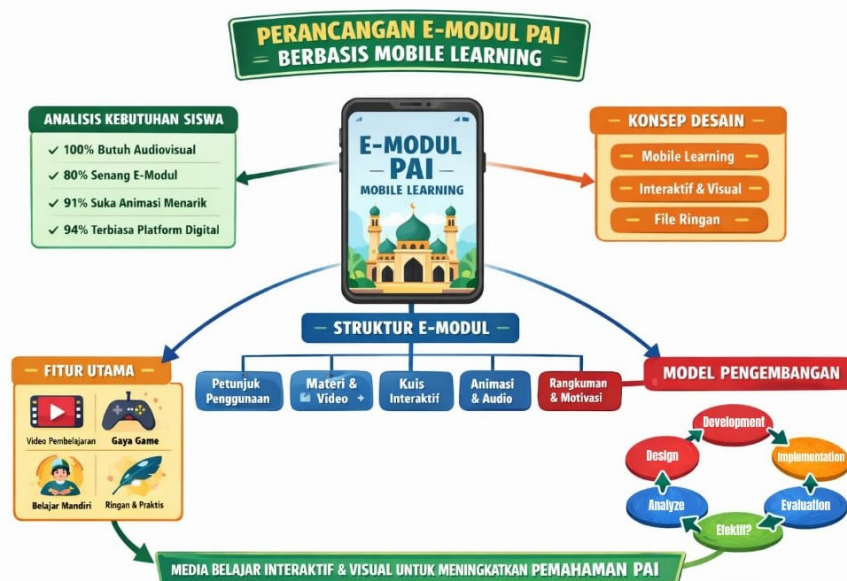 PERANCANGAN E-MODUL PAI
BERBASIS MOBILE LEARNING
ANALISIS KEBUTUHAN SISWA
✓ 100% Butuh Audiovisual
✓ 80% Senang E-Modul
✓ 91% Suka Animasi Menarik
✓ 94% Terbiasa Platform Digital
E-MODUL
PAI
MOBILE LEARNING
KONSEP DESAIN
Mobile Learning
Interaktif & Visual
File Ringan
STRUKTUR E-MODUL
Petunjuk
Penggunaan
Materi &
Video
Kuis
Interaktif
Animasi
& Audio
Rangkuman
& Motivasi
FITUR UTAMA
Video Pembelajaran
Gaya Game
Belajar Mandiri
Ringan & Praktis
MODEL PENGEMBANGAN
Development
Design
Implementation
Analyze
Evaluation
Efektif?
MEDIA BELAJAR INTERAKTIF & VISUAL UNTUK MENINGKATKAN PEMAHAMAN PAI